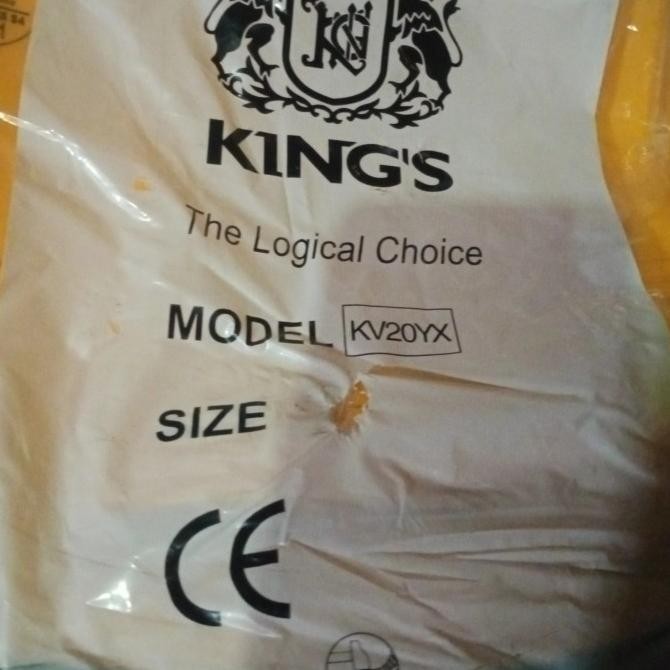 KING'S
The Logical Choice
MODEL KV20YX
SIZE
CE